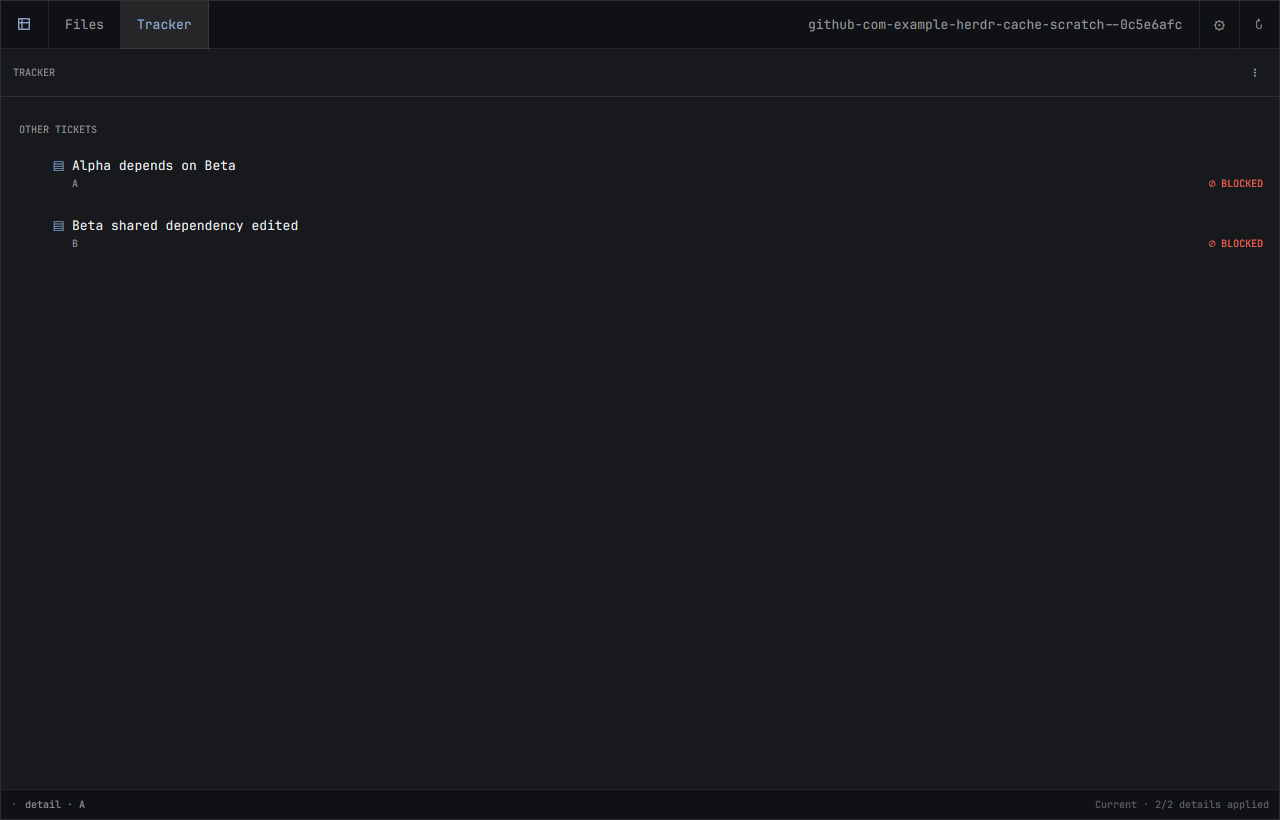 Files Tracker github-com-example-herdr-cache-scratch--0c5e6afc
TRACKER
OTHER TICKETS
Alpha depends on Beta
A ⊘ BLOCKED
Beta shared dependency edited
B ⊘ BLOCKED
· detail · A Current · 2/2 details applied